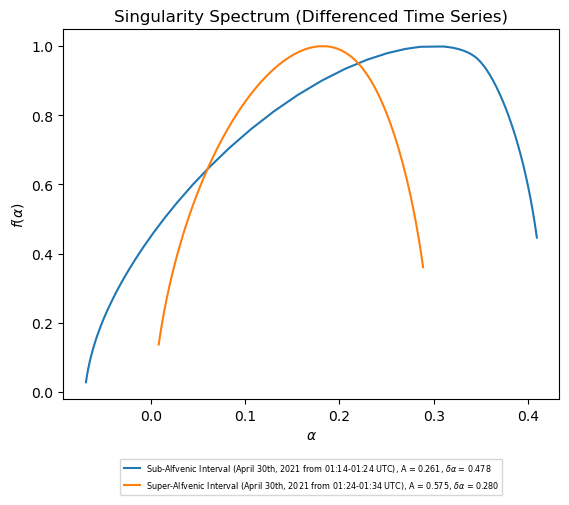 Singularity Spectrum (Differenced Time Series)
1.0
0.8
0.6
0.4
0.2
0.0
f(α)
0.0 0.1 0.2 0.3 0.4
α
Sub-Alfvenic Interval (April 30th, 2021 from 01:14-01:24 UTC), A = 0.261, δα = 0.478
Super-Alfvenic Interval (April 30th, 2021 from 01:24-01:34 UTC), A = 0.575, δα = 0.280